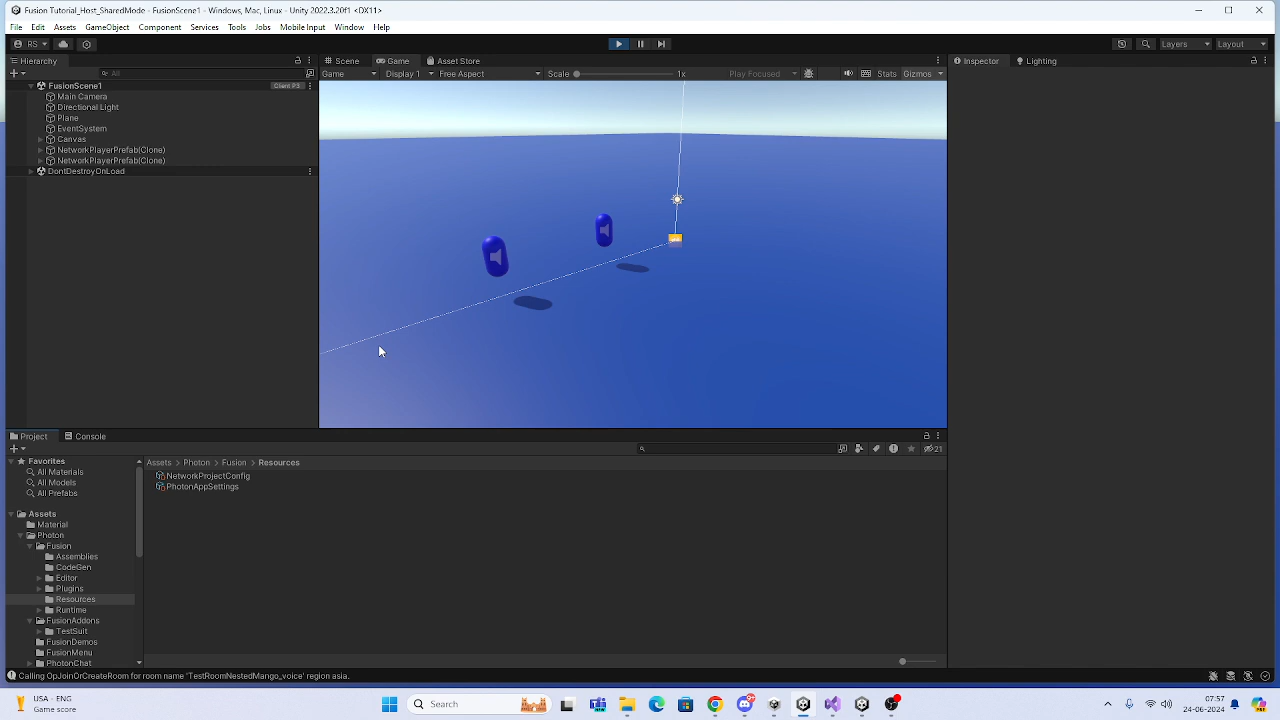 Fusion Tutorial_Host_SharedMode - FusionScene1 - Windows, Mac, Linux - Unity 2022.3.20f1 <DX11>
File Edit Assets GameObject Component Services Tools Jobs Mobile Input Window Help
RS Layers Layout
Hierarchy Scene Game Asset Store Inspector Lighting
All Game Display 1 Free Aspect Scale 1x Play Focused Stats Gizmos
FusionScene1 Client P3
Main Camera
Directional Light
Plane
EventSystem
Canvas
NetworkPlayerPrefab(Clone)
NetworkPlayerPrefab(Clone)
DontDestroyOnLoad
Project Console
21
Favorites
All Materials
All Models
All Prefabs
Assets
Material
Photon
Fusion
Assemblies
CodeGen
Editor
Plugins
Resources
Runtime
FusionAddons
TestSuit
FusionDemos
FusionMenu
PhotonChat
Assets > Photon > Fusion > Resources
NetworkProjectConfig
PhotonAppSettings
Calling OpJoinOrCreateRoom for room name 'TestRoomNestedMango_voice' region asia.
USA - ENG
Game score
Search
07:57
24-06-2024